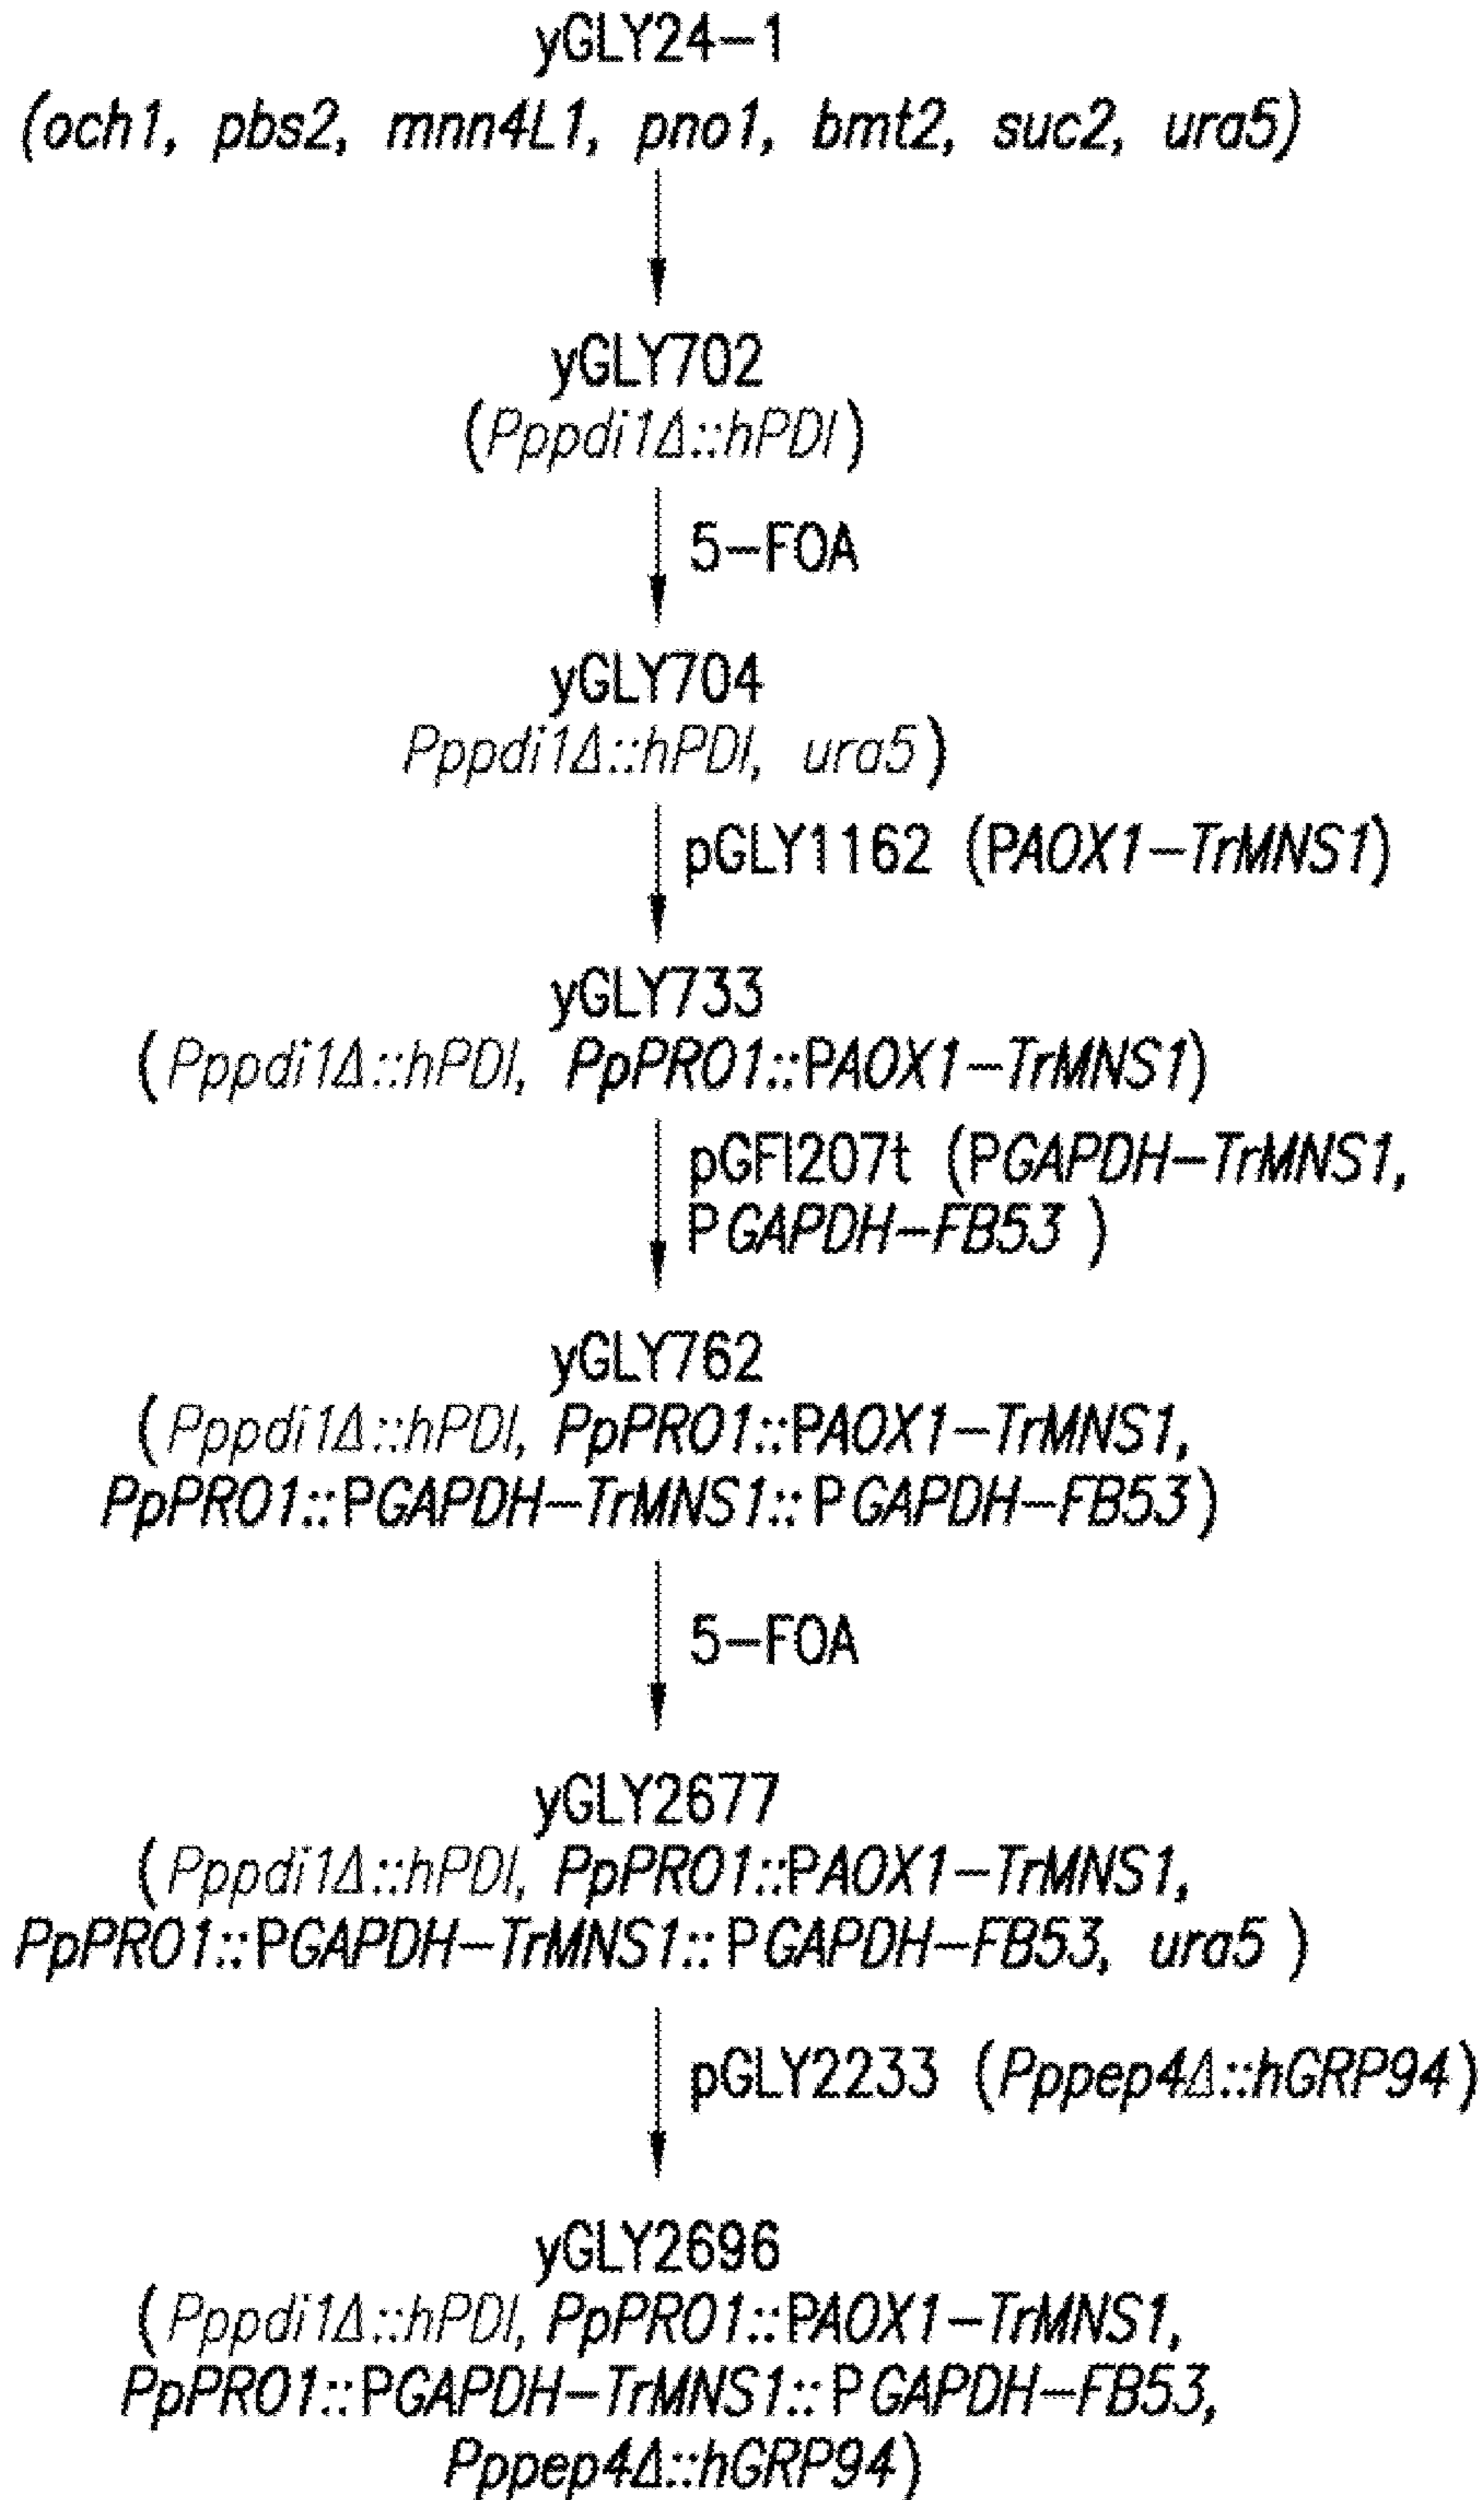 yGLY24-1
(och1, pbs2, mnn4L1, pno1, bmt2, suc2, ura5)
yGLY702
(Pppdi1Δ::hPDI)
5-FOA
yGLY704
Pppdi1Δ::hPDI, ura5)
pGLY1162 (PAOX1-TrMNS1)
yGLY733
(Pppdi1Δ::hPDI, PpPRO1::PAOX1-TrMNS1)
pGFI207t (PGAPDH-TrMNS1,
PGAPDH-FB53 )
yGLY762
(Pppdi1Δ::hPDI, PpPRO1::PAOX1-TrMNS1,
PpPRO1::PGAPDH-TrMNS1::PGAPDH-FB53)
5-FOA
yGLY2677
(Pppdi1Δ::hPDI, PpPRO1::PAOX1-TrMNS1,
PpPRO1::PGAPDH-TrMNS1::PGAPDH-FB53, ura5 )
pGLY2233 (Pppep4Δ::hGRP94)
yGLY2696
(Pppdi1Δ::hPDI, PpPRO1::PAOX1-TrMNS1,
PpPRO1::PGAPDH-TrMNS1::PGAPDH-FB53,
Pppep4Δ::hGRP94)